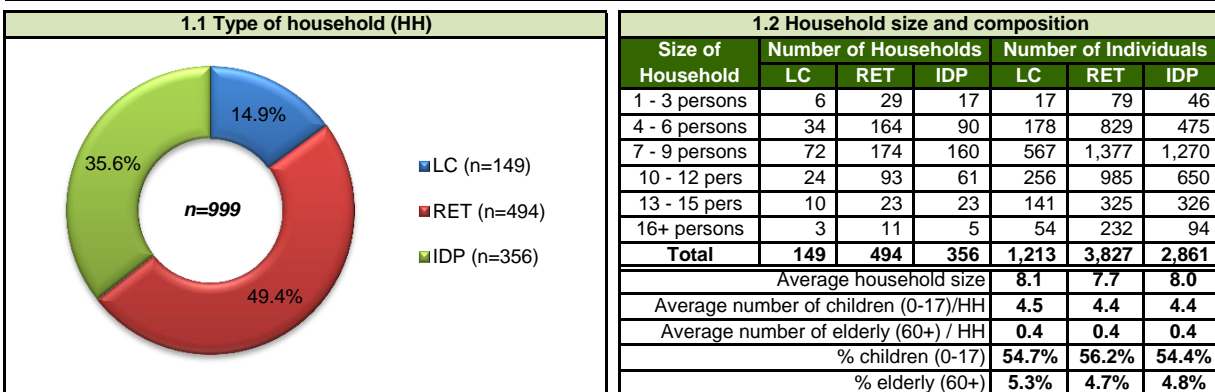 1.1 Type of household (HH)
14.9%
35.6%
n=999
49.4%
LC (n=149)
RET (n=494)
IDP (n=356)
1.2 Household size and composition
Size of Household Number of Households Number of Individuals
LC RET IDP LC RET IDP
1 - 3 persons 6 29 17 17 79 46
4 - 6 persons 34 164 90 178 829 475
7 - 9 persons 72 174 160 567 1,377 1,270
10 - 12 pers 24 93 61 256 985 650
13 - 15 pers 10 23 23 141 325 326
16+ persons 3 11 5 54 232 94
Total 149 494 356 1,213 3,827 2,861
Average household size 8.1 7.7 8.0
Average number of children (0-17)/HH 4.5 4.4 4.4
Average number of elderly (60+) / HH 0.4 0.4 0.4
% children (0-17) 54.7% 56.2% 54.4%
% elderly (60+) 5.3% 4.7% 4.8%